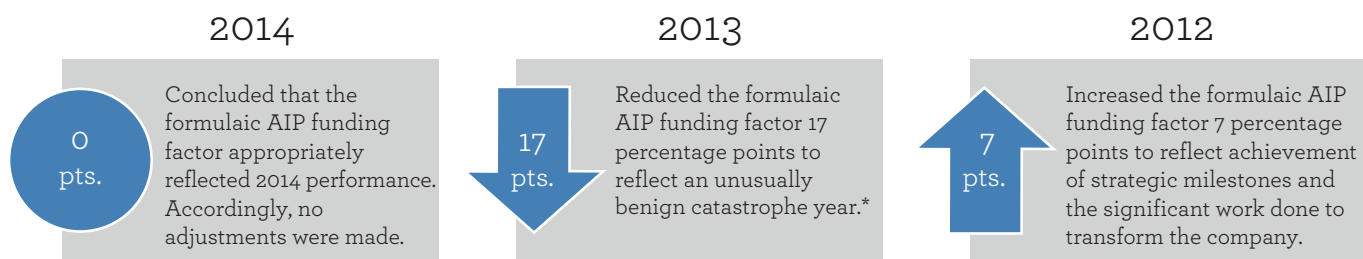 2014
0
pts.
Concluded that the
formulaic AIP funding
factor appropriately
reflected 2014 performance.
Accordingly, no
adjustments were made.
2013
17
pts.
Reduced the formulaic
AIP funding factor 17
percentage points to
reflect an unusually
benign catastrophe year.*
2012
7
pts.
Increased the formulaic AIP
funding factor 7 percentage
points to reflect achievement
of strategic milestones and
the significant work done to
transform the company.